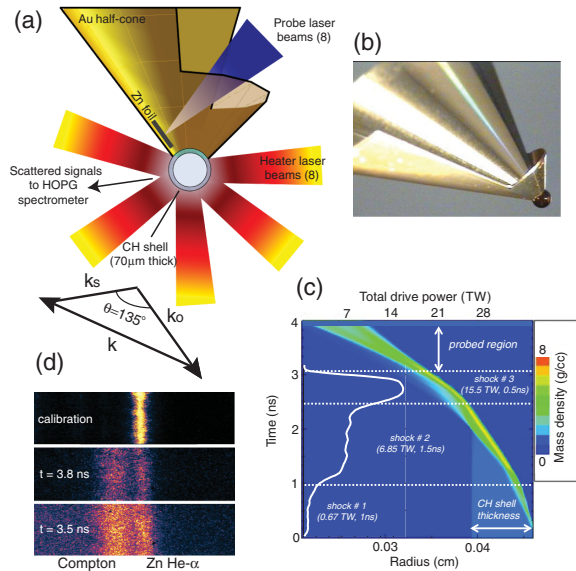 (a)
Au half-cone
Probe laser
beams (8)
Zn foil
Scattered signals
to HOPG
spectrometer
Heater laser
beams (8)
CH shell
(70μm thick)
kS
θ=135°
kO
k
(b)
(c)
Total drive power (TW)
7 14 21 28
4
3
2
1
0
Time (ns)
probed region
shock # 3
(15.5 TW, 0.5ns)
shock # 2
(6.85 TW, 1.5ns)
shock # 1
(0.67 TW, 1ns)
CH shell
thickness
0.03 0.04
Radius (cm)
8
0
Mass density (g/cc)
(d)
calibration
t = 3.8 ns
t = 3.5 ns
Compton Zn He-α